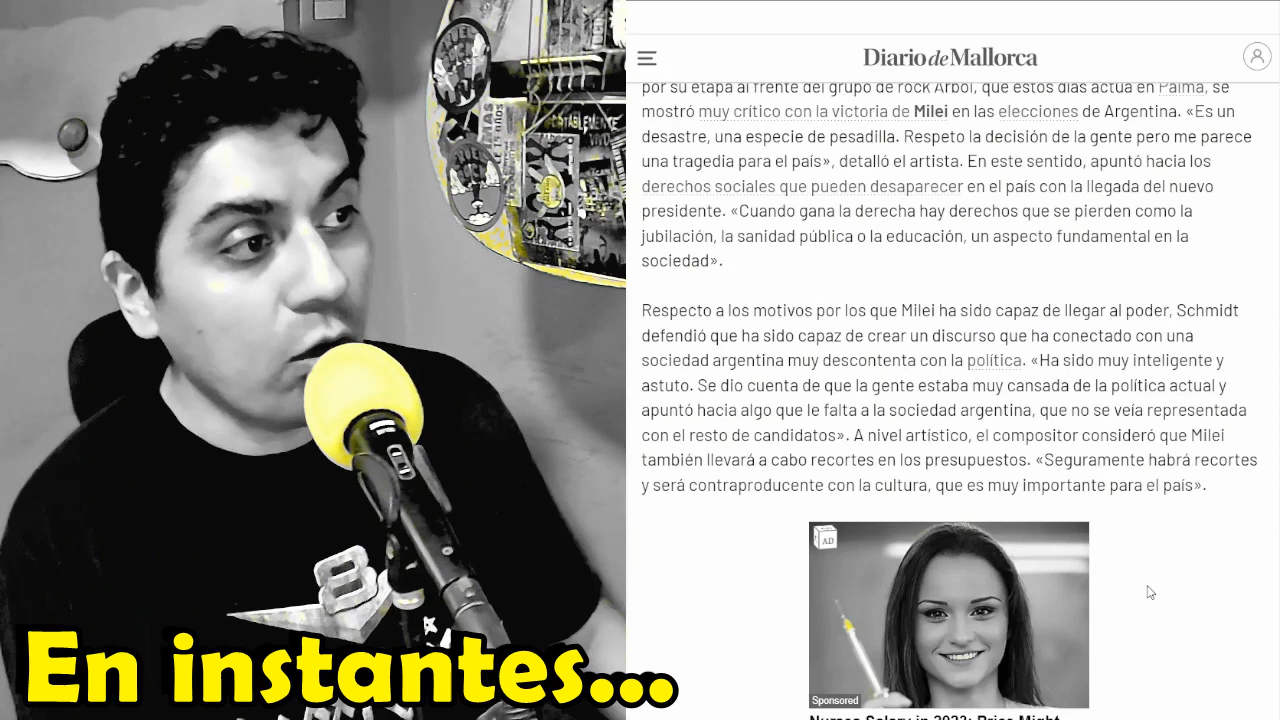 Diario de Mallorca
por su etapa al frente del grupo de rock Árbol, que estos días actúa en Palma, se
mostró muy crítico con la victoria de Milei en las elecciones de Argentina. «Es un
desastre, una especie de pesadilla. Respeto la decisión de la gente pero me parece
una tragedia para el país», detalló el artista. En este sentido, apuntó hacia los
derechos sociales que pueden desaparecer en el país con la llegada del nuevo
presidente. «Cuando gana la derecha hay derechos que se pierden como la
jubilación, la sanidad pública o la educación, un aspecto fundamental en la
sociedad».
Respecto a los motivos por los que Milei ha sido capaz de llegar al poder, Schmidt
defendió que ha sido capaz de crear un discurso que ha conectado con una
sociedad argentina muy descontenta con la política. «Ha sido muy inteligente y
astuto. Se dio cuenta de que la gente estaba muy cansada de la política actual y
apuntó hacia algo que le falta a la sociedad argentina, que no se veía representada
con el resto de candidatos». A nivel artístico, el compositor consideró que Milei
también llevará a cabo recortes en los presupuestos. «Seguramente habrá recortes
y será contraproducente con la cultura, que es muy importante para el país».
AD
Sponsored
Nurses Salary in 2023: Price Might
8
En instantes...